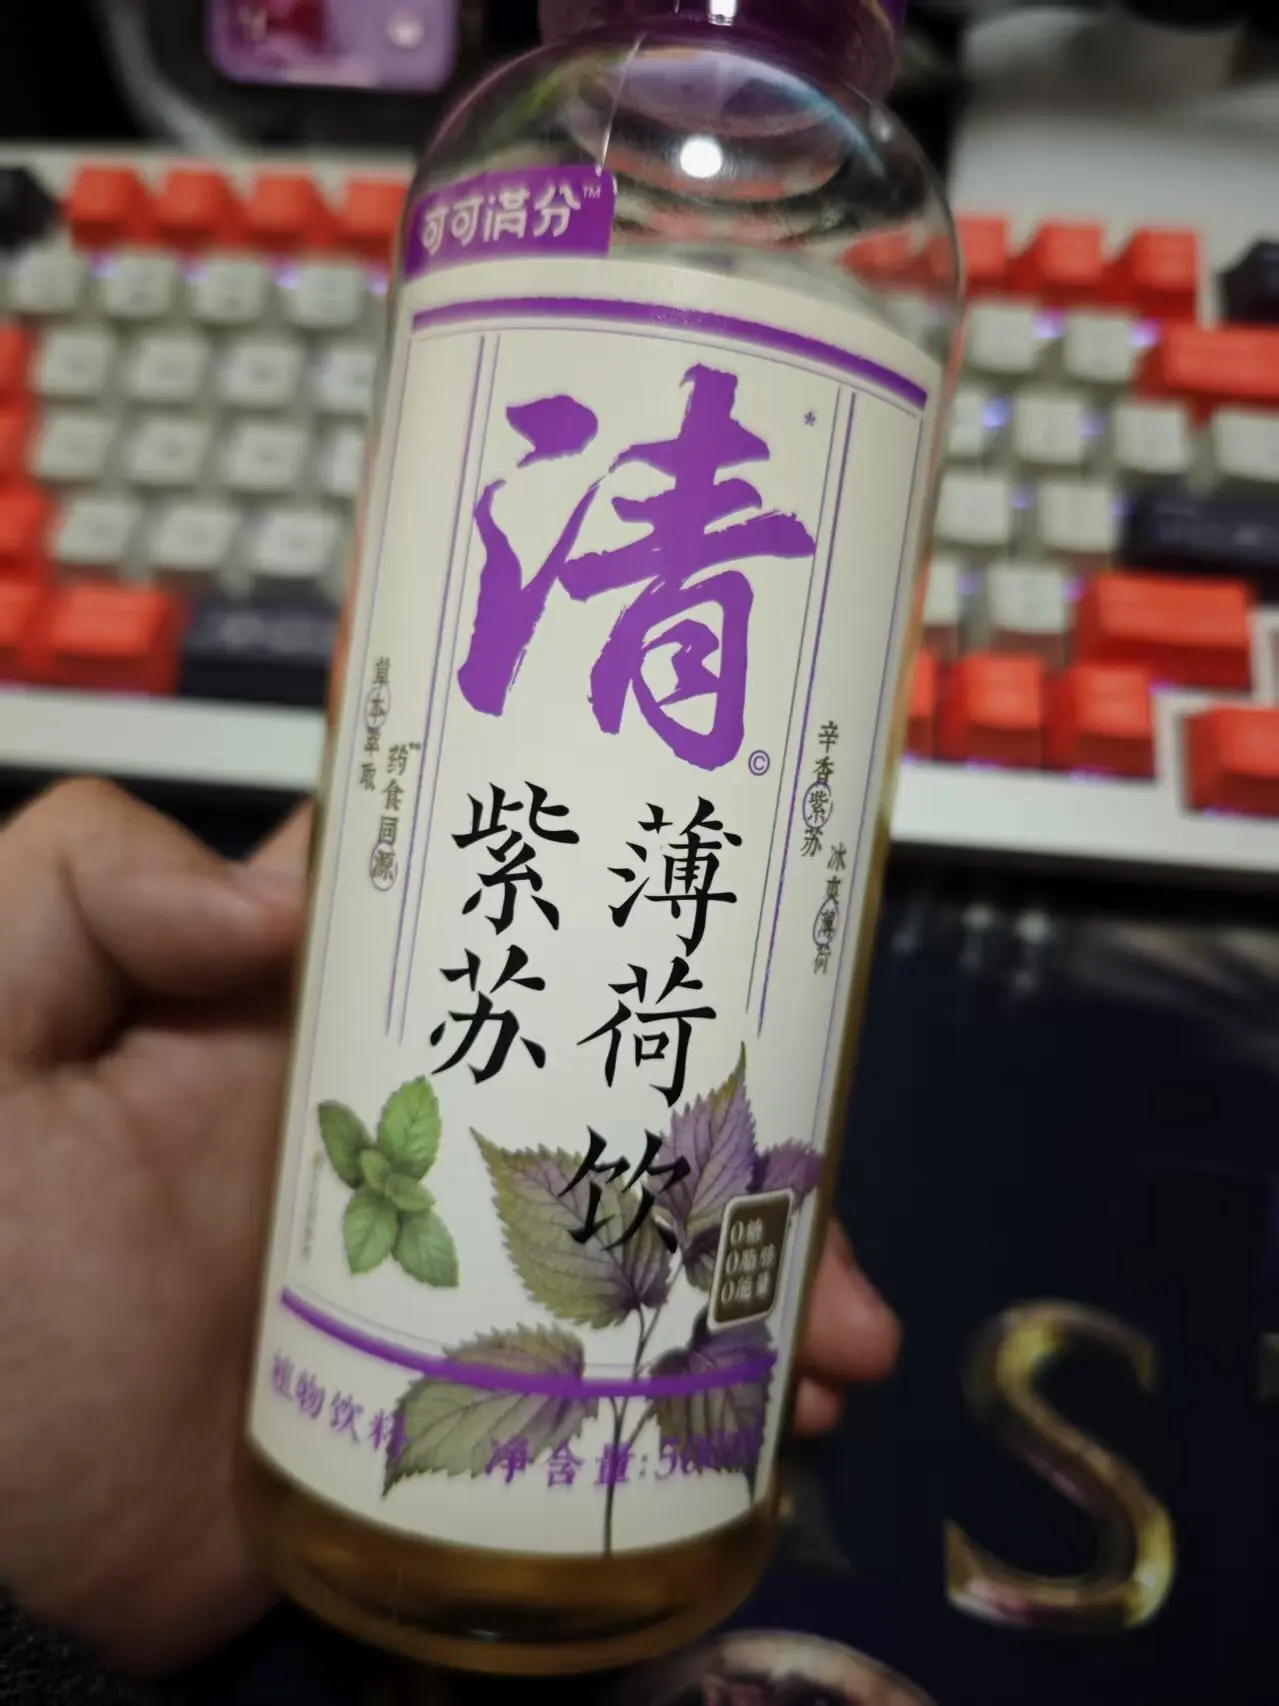 可可满分™
清*
©
薄荷饮
紫苏
辛香紫苏
冰爽薄荷
草本萃取
"药食同源
0糖
0脂肪
0能量
植物饮料
净含量:500ml
S